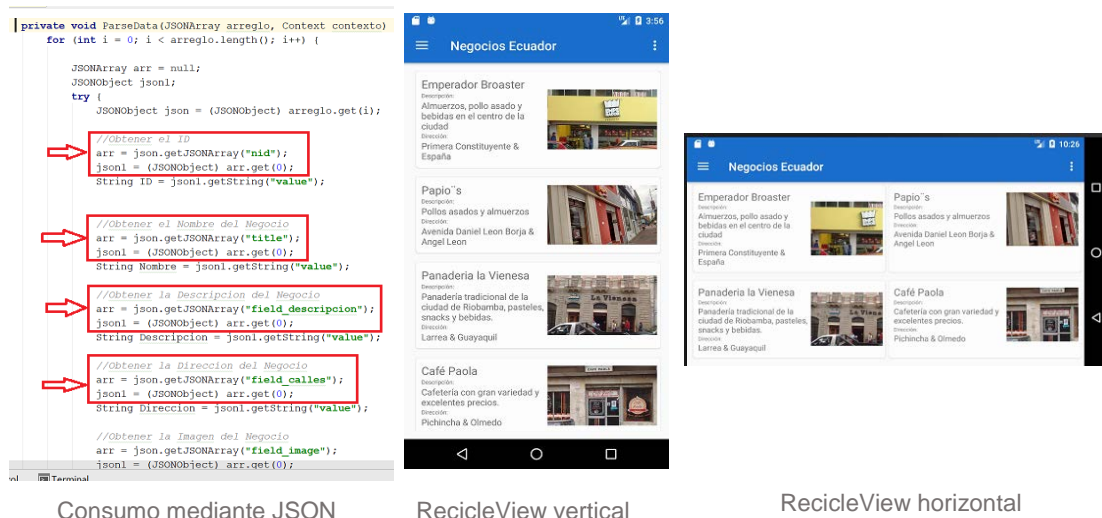 private void ParseData(JSONArray arreglo, Context contexto)
for (int i = 0; i < arreglo.length(); i++) {
JSONArray arr = null;
JSONObject json1;
try {
JSONObject json = (JSONObject) arreglo.get(i);
//Obtener el ID
arr = json.getJSONArray("nid");
json1 = (JSONObject) arr.get(0);
String ID = json1.getString("value");
//Obtener el Nombre del Negocio
arr = json.getJSONArray("title");
json1 = (JSONObject) arr.get(0);
String Nombre = json1.getString("value");
//Obtener la Descripcion del Negocio
arr = json.getJSONArray("field_descripcion");
json1 = (JSONObject) arr.get(0);
String Descripcion = json1.getString("value");
//Obtener la Direccion del Negocio
arr = json.getJSONArray("field_calles");
json1 = (JSONObject) arr.get(0);
String Direccion = json1.getString("value");
//Obtener la Imagen del Negocio
arr = json.getJSONArray("field_image");
json1 = (JSONObject) arr.get(0);
Terminal
Consumo mediante JSON
3:56
Negocios Ecuador
Emperador Broaster
Descripción:
Almuerzos, pollo asado y
bebidas en el centro de la
ciudad
Dirección:
Primera Constituyente &
España
Papio¨s
Descripción:
Pollos asados y almuerzos
Dirección:
Avenida Daniel Leon Borja &
Angel Leon
Panaderia la Vienesa
Descripción:
Panadería tradicional de la
ciudad de Riobamba, pasteles,
snacks y bebidas.
Dirección:
Larrea & Guayaquil
La Vienesa
Café Paola
Descripción:
Cafetería con gran variedad y
excelentes precios.
Dirección:
Pichincha & Olmedo
RecicleView vertical
10:26
Negocios Ecuador
Emperador Broaster
Descripción:
Almuerzos, pollo asado y
bebidas en el centro de la
ciudad
Dirección:
Primera Constituyente &
España
Papio¨s
Descripción:
Pollos asados y almuerzos
Dirección:
Avenida Daniel Leon Borja &
Angel Leon
Panaderia la Vienesa
Descripción:
Panadería tradicional de la
ciudad de Riobamba, pasteles,
snacks y bebidas.
Dirección:
Larrea & Guayaquil
La Vienesa
Café Paola
Descripción:
Cafetería con gran variedad y
excelentes precios.
Dirección:
Pichincha & Olmedo
RecicleView horizontal